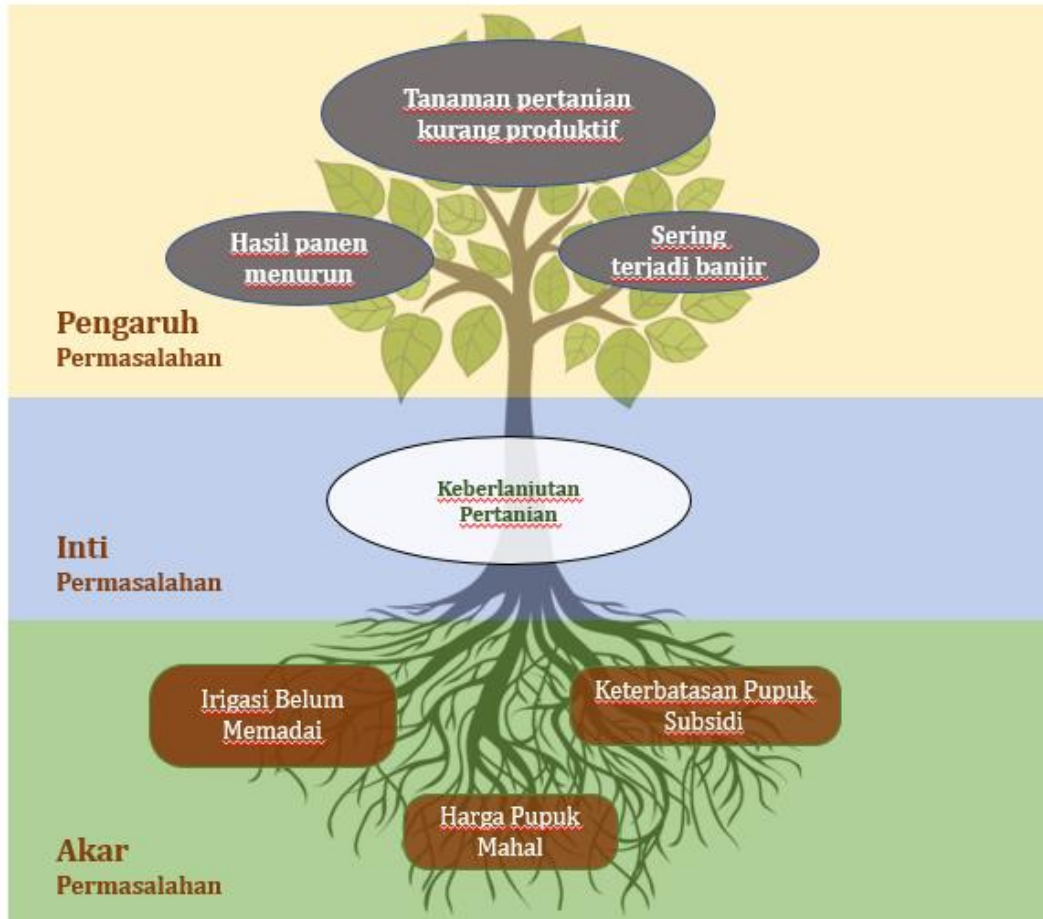 Tanaman pertanian
kurang produktif
Hasil panen
menurun
Sering
terjadi banjir
Pengaruh
Permasalahan
Keberlanjutan
Pertanian
Inti
Permasalahan
Irigasi Belum
Memadai
Keterbatasan Pupuk
Subsidi
Harga Pupuk
Mahal
Akar
Permasalahan